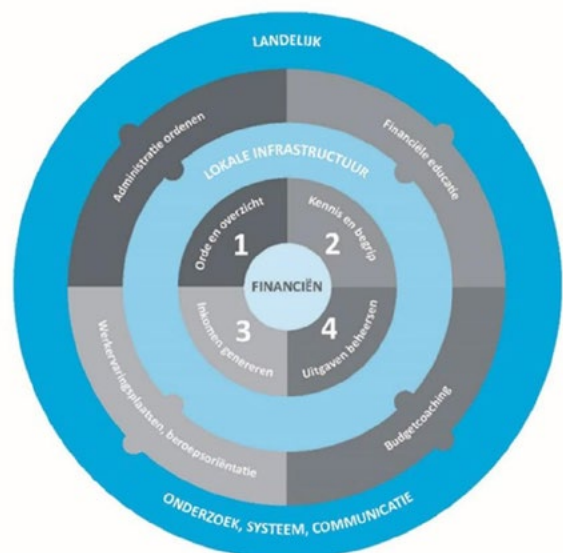 LANDELIJK
Administratie ordenen
Financiële educatie
LOKALE INFRASTRUCTUUR
Orde en overzicht
1
Kennis en begrip
2
FINANCIËN
3
Inkomen genereren
4
Uitgaven beheersen
Werkervaringsplaatsen, beroepsoriëntatie
Budgetcoaching
ONDERZOEK, SYSTEEM, COMMUNICATIE